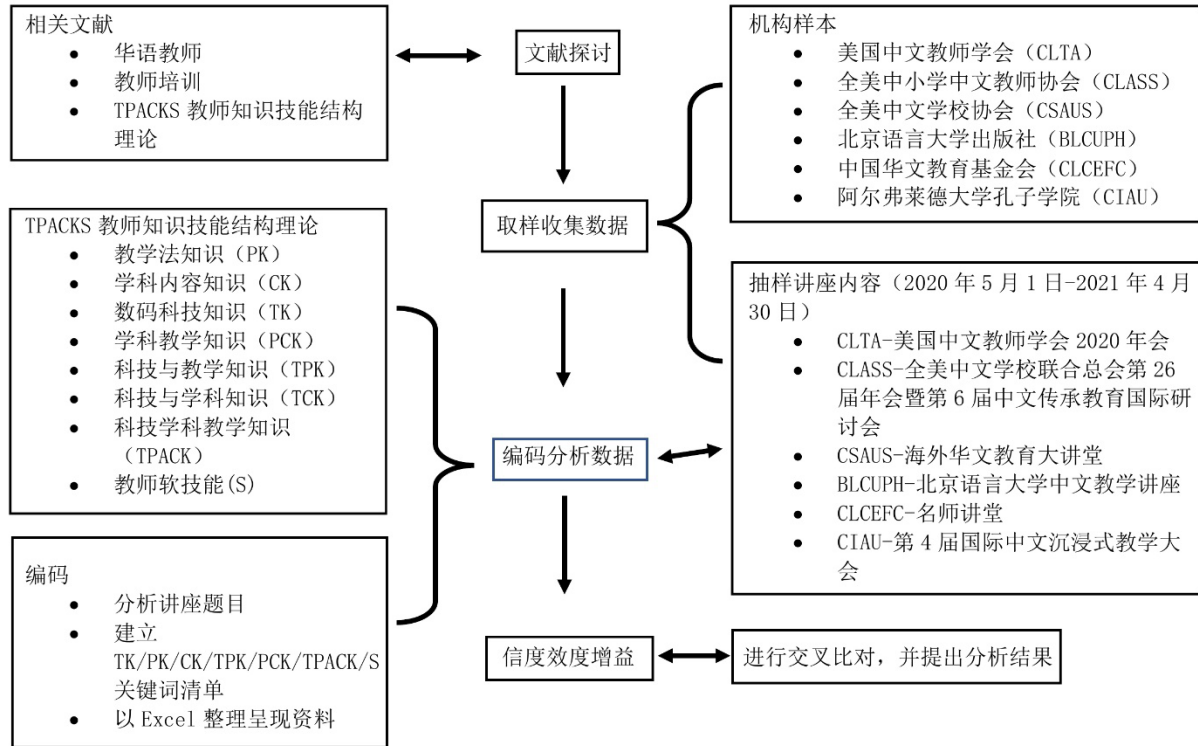 相关文献
• 华语教师
• 教师培训
• TPACKS 教师知识技能结构
理论
文献探讨
机构样本
• 美国中文教师学会（CLTA）
• 全美中小学中文教师协会（CLASS）
• 全美中文学校协会（CSAUS）
• 北京语言大学出版社（BLCUPH）
• 中国华文教育基金会（CLCEFC）
• 阿尔弗莱德大学孔子学院（CIAU）
取样收集数据
TPACKS 教师知识技能结构理论
• 教学法知识（PK）
• 学科内容知识（CK）
• 数码科技知识（TK）
• 学科教学知识（PCK）
• 科技与教学知识（TPK）
• 科技与学科知识（TCK）
• 科技学科教学知识
（TPACK）
• 教师软技能(S)
抽样讲座内容（2020 年 5 月 1 日-2021 年 4 月
30 日）
• CLTA-美国中文教师学会 2020 年会
• CLASS-全美中文学校联合总会第 26
届年会暨第 6 届中文传承教育国际研
讨会
• CSAUS-海外华文教育大讲堂
• BLCUPH-北京语言大学中文教学讲座
• CLCEFC-名师讲堂
• CIAU-第 4 届国际中文沉浸式教学大
会
编码分析数据
编码
• 分析讲座题目
• 建立
TK/PK/CK/TPK/PCK/TPACK/S
关键词清单
• 以 Excel 整理呈现资料
信度效度增益
进行交叉比对，并提出分析结果